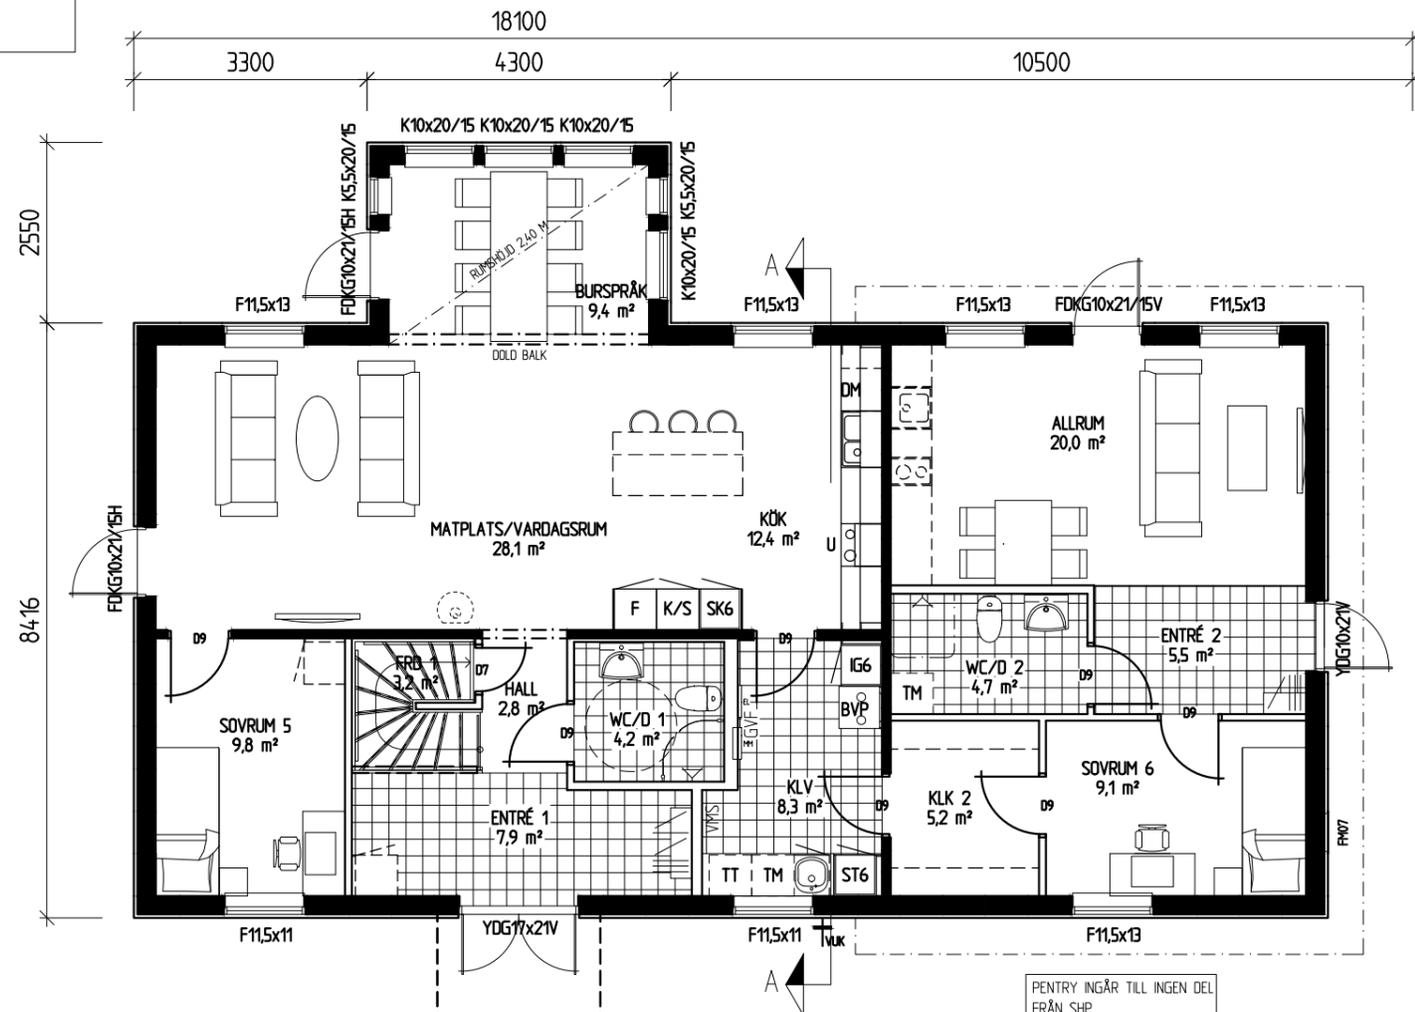 18100
3300
4300
10500
K10x20/15 K10x20/15 K10x20/15
FDKG10x21/15H K5,5x20/15
K10x20/15 K5,5x20/15
2550
RUMSHÖJD 2,40 M
BURSPRÅK
9,4 m²
A
F11,5x13
F11,5x13
F11,5x13
FDKG10x21/15V
F11,5x13
DOLD BALK
DM
ALLRUM
20,0 m²
FDKG10x21/15H
MATPLATS/VARDAGSRUM
28,1 m²
KÖK
12,4 m²
U
8416
F
K/S
SK6
D9
D9
FRD 1
3,2 m²
D7
HALL
2,8 m²
IG6
ENTRÉ 2
5,5 m²
YDG10x21V
WC/D 2
4,7 m²
D9
TM
SOVRUM 5
9,8 m²
WC/D 1
4,2 m²
D9
GVF EL
MM
BVP
D9
SOVRUM 6
9,1 m²
KLV
8,3 m²
D9
KLK 2
5,2 m²
D9
ENTRÉ 1
7,9 m²
VMS
FM07
TT
TM
ST6
F11,5x11
YDG17x21V
F11,5x11
VUK
F11,5x13
A
PENTRY INGÅR TILL INGEN DEL
FRÅN SHP